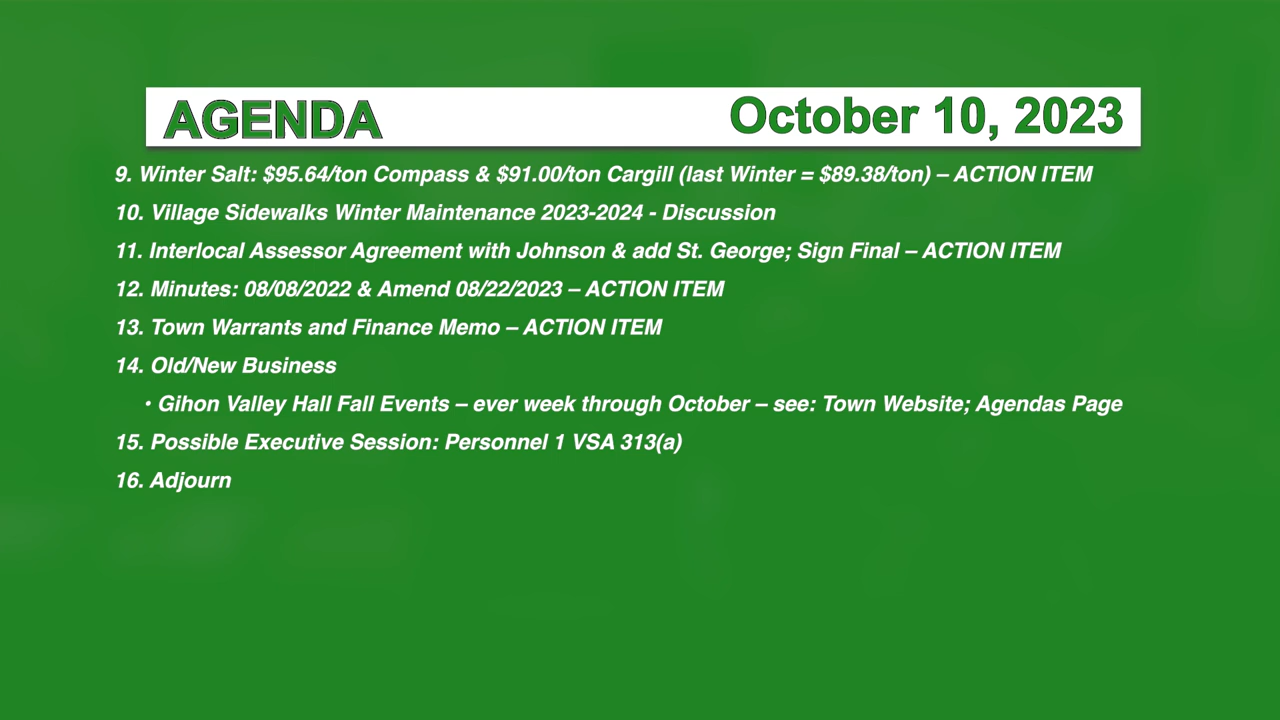 AGENDA October 10, 2023
9. Winter Salt: $95.64/ton Compass & $91.00/ton Cargill (last Winter = $89.38/ton) – ACTION ITEM
10. Village Sidewalks Winter Maintenance 2023-2024 - Discussion
11. Interlocal Assessor Agreement with Johnson & add St. George; Sign Final – ACTION ITEM
12. Minutes: 08/08/2022 & Amend 08/22/2023 – ACTION ITEM
13. Town Warrants and Finance Memo – ACTION ITEM
14. Old/New Business
• Gihon Valley Hall Fall Events – ever week through October – see: Town Website; Agendas Page
15. Possible Executive Session: Personnel 1 VSA 313(a)
16. Adjourn